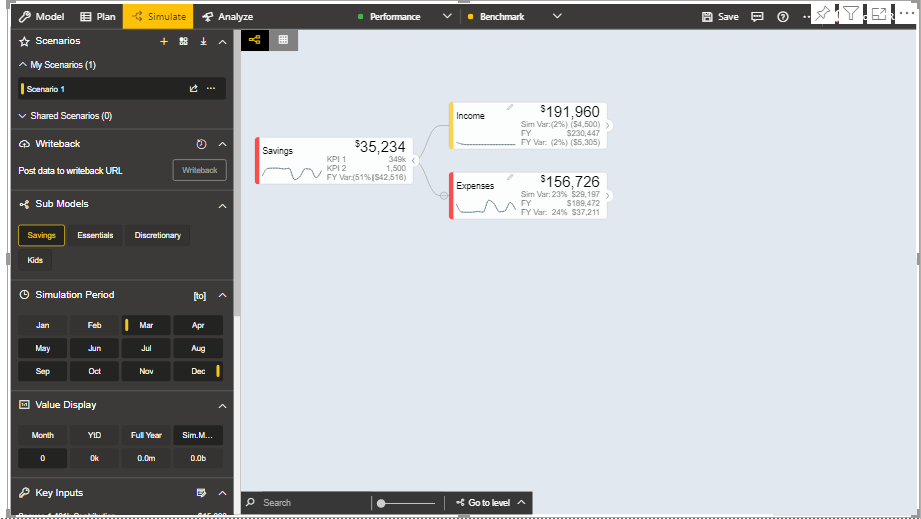 Model Plan Simulate Analyze Performance Benchmark Save
Scenarios
My Scenarios (1)
Scenario 1
Shared Scenarios (0)
Writeback
Post data to writeback URL Writeback
Sub Models
Savings Essentials Discretionary
Kids
Simulation Period [to]
Jan Feb Mar Apr
May Jun Jul Aug
Sep Oct Nov Dec
Value Display
Month YtD Full Year Sim.M...
0 0k 0.0m 0.0b
Key Inputs
Savings
$35,234
KPI 1 349k
KPI 2 1,500
FY Var:(51%)($42,516)
Income
$191,960
Sim Var:(2%) ($4,500)
FY $230,447
FY Var: (2%) ($5,305)
Expenses
$156,726
Sim Var: 23% $29,197
FY $189,472
FY Var: 24% $37,211
Search Go to level